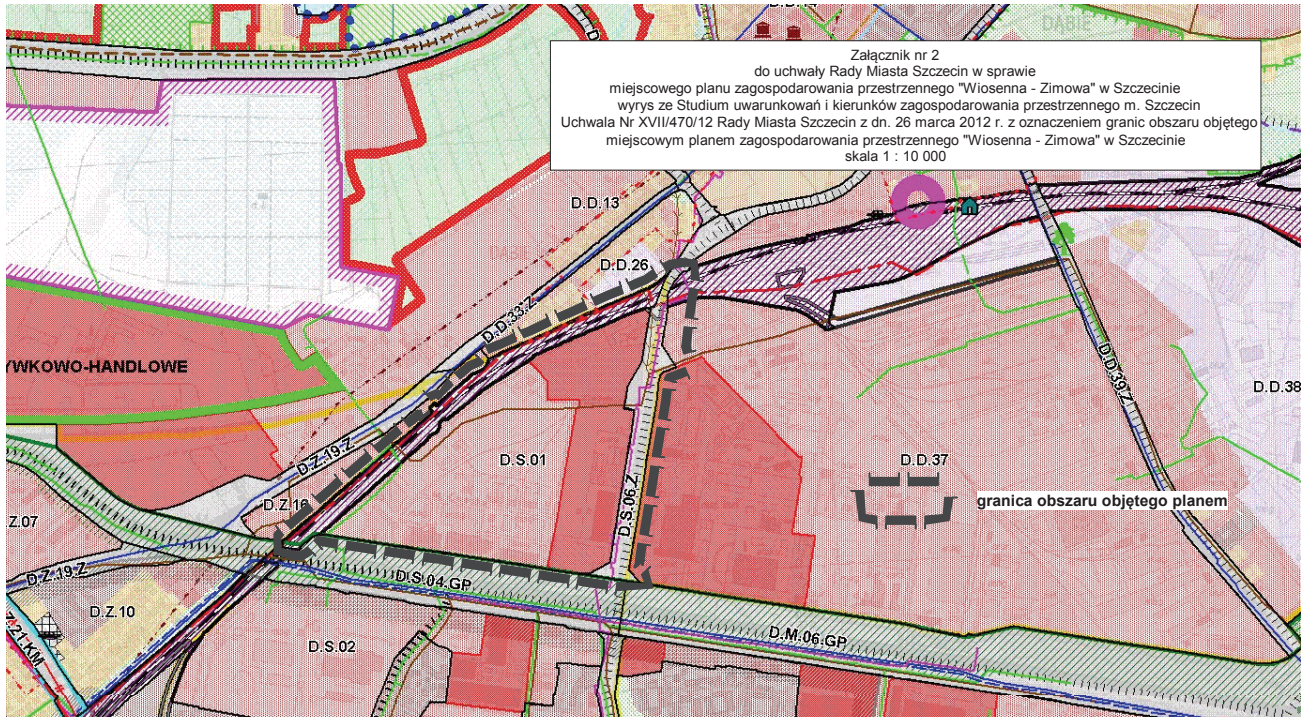 DĄBIE
Załącznik nr 2
do uchwały Rady Miasta Szczecin w sprawie
miejscowego planu zagospodarowania przestrzennego "Wiosenna - Zimowa" w Szczecinie
wyrys ze Studium uwarunkowań i kierunków zagospodarowania przestrzennego m. Szczecin
Uchwala Nr XVII/470/12 Rady Miasta Szczecin z dn. 26 marca 2012 r. z oznaczeniem granic obszaru objętego
miejscowym planem zagospodarowania przestrzennego "Wiosenna - Zimowa" w Szczecinie
skala 1 : 10 000
D.D.13
DĄBIE
D.D.26
D.D.33.Z
YWKOWO-HANDLOWE
D.D.39.Z
D.D.38
D.Z.19.Z
D.S.01
D.D.37
D.Z.16
D.S.06.Z
granica obszaru objętego planem
Z.07
D.Z.19.Z
D.S.04.GP
D.Z.10
D.M.06.GP
Z.21.KM
D.S.02